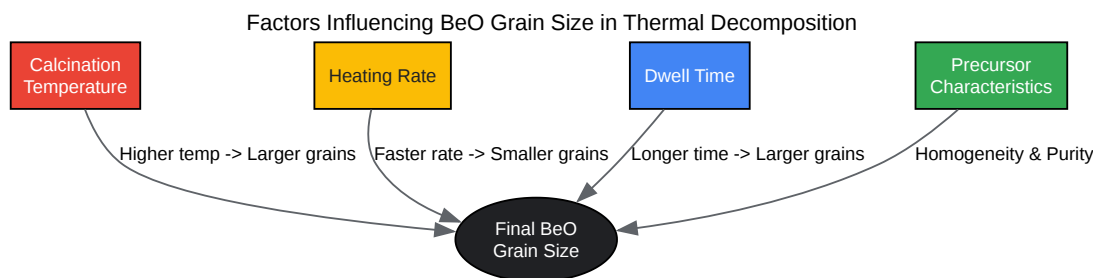 Factors Influencing BeO Grain Size in Thermal Decomposition
Calcination
Temperature
Heating Rate
Dwell Time
Precursor
Characteristics
Higher temp -> Larger grains
Faster rate -> Smaller grains
Longer time -> Larger grains
Homogeneity & Purity
Final BeO
Grain Size